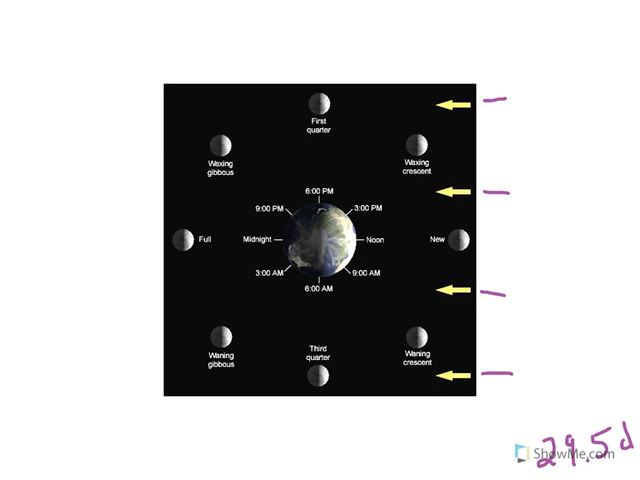 First
quarter
Waxing
gibbous
Waxing
crescent
6:00 PM
9:00 PM
3:00 PM
Full
Midnight
Noon
New
3:00 AM
9:00 AM
6:00 AM
Waning
gibbous
Third
quarter
Waning
crescent
29.5 d
ShowMe.com